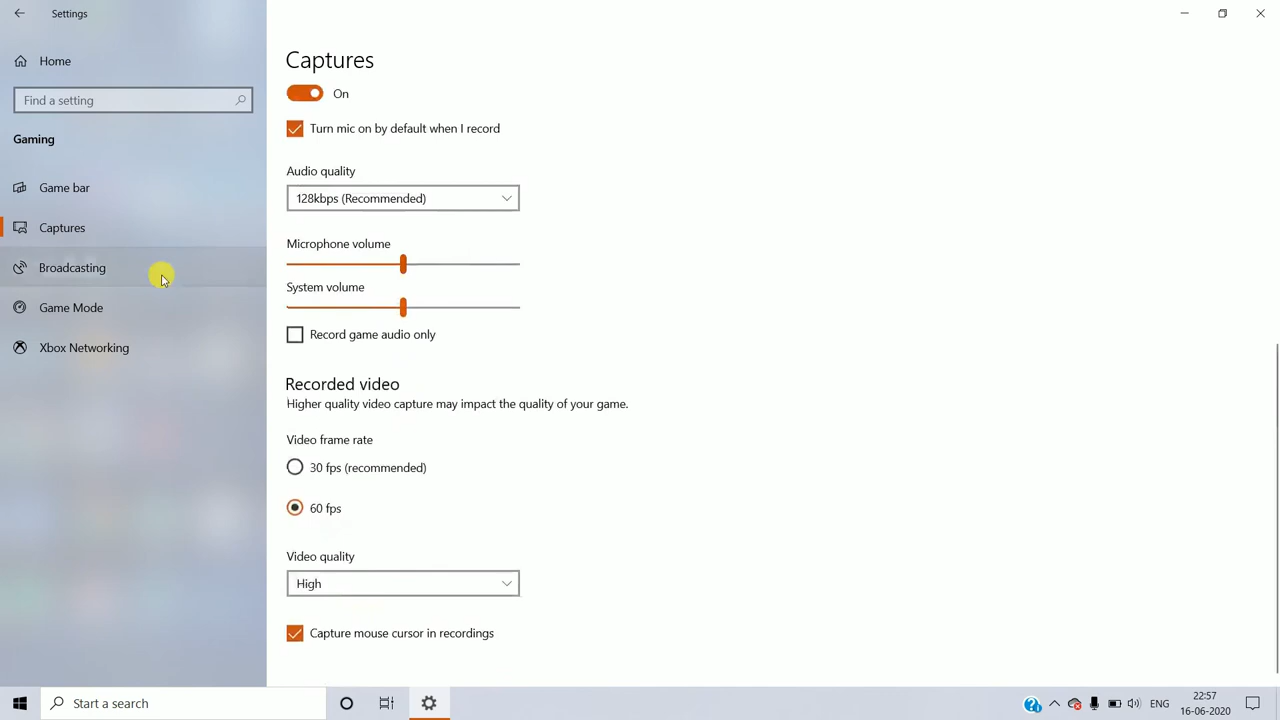 Settings
Home
Find a setting
Gaming
Game bar
Captures
Broadcasting
Game Mode
Xbox Networking
Captures
On
Turn mic on by default when I record
Audio quality
128kbps (Recommended)
Microphone volume
System volume
Record game audio only
Recorded video
Higher quality video capture may impact the quality of your game.
Video frame rate
30 fps (recommended)
60 fps
Video quality
High
Capture mouse cursor in recordings
Start a search
ENG
22:57
16-06-2020